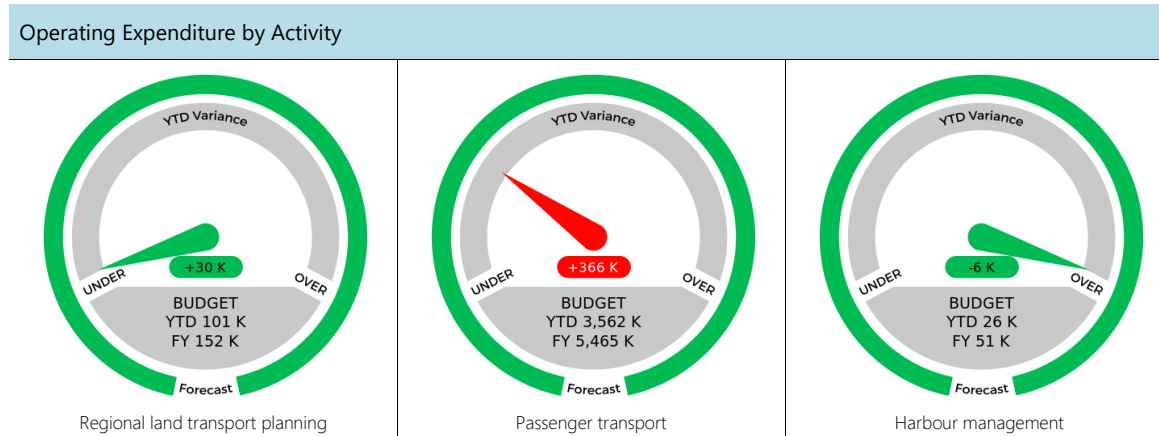 Operating Expenditure by Activity
YTD Variance
UNDER
OVER
+30 K
BUDGET
YTD 101 K
FY 152 K
Forecast
Regional land transport planning
YTD Variance
UNDER
OVER
+366 K
BUDGET
YTD 3,562 K
FY 5,465 K
Forecast
Passenger transport
YTD Variance
UNDER
OVER
-6 K
BUDGET
YTD 26 K
FY 51 K
Forecast
Harbour management